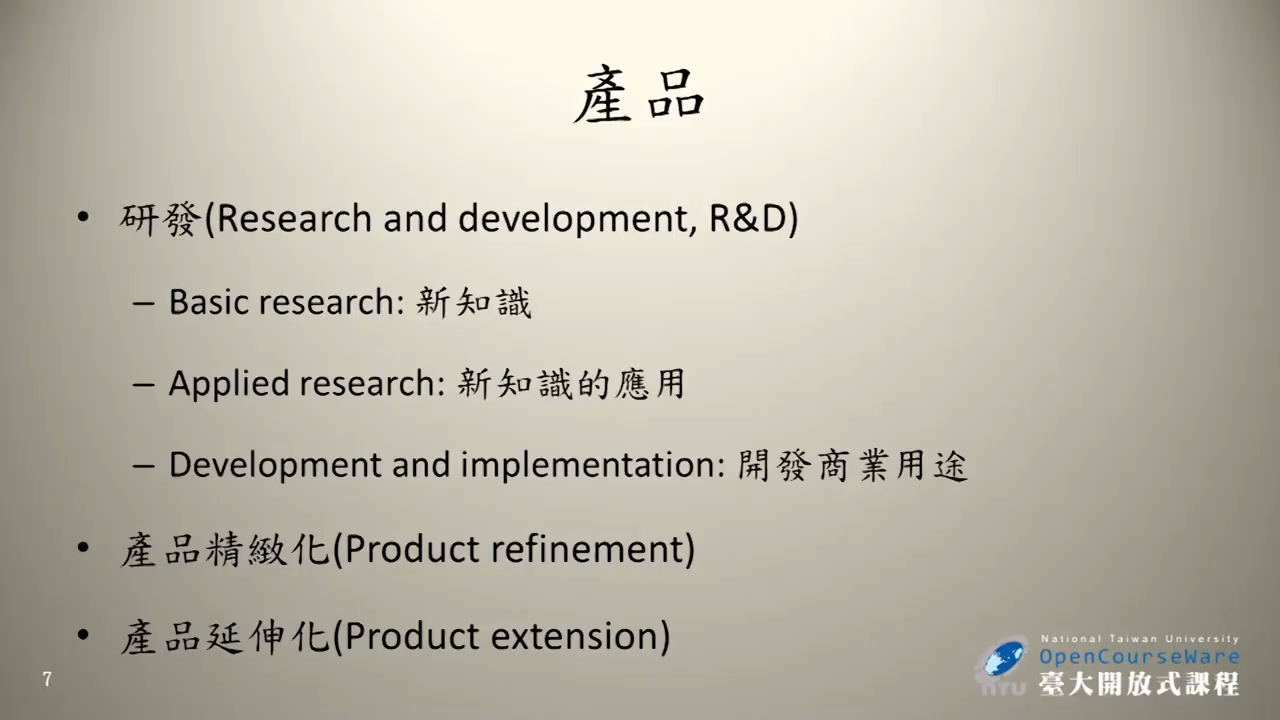 產品
• 研發(Research and development, R&D)
– Basic research: 新知識
– Applied research: 新知識的應用
– Development and implementation: 開發商業用途
• 產品精緻化(Product refinement)
• 產品延伸化(Product extension)
7
NTU
National Taiwan University
OpenCourseWare
臺大開放式課程